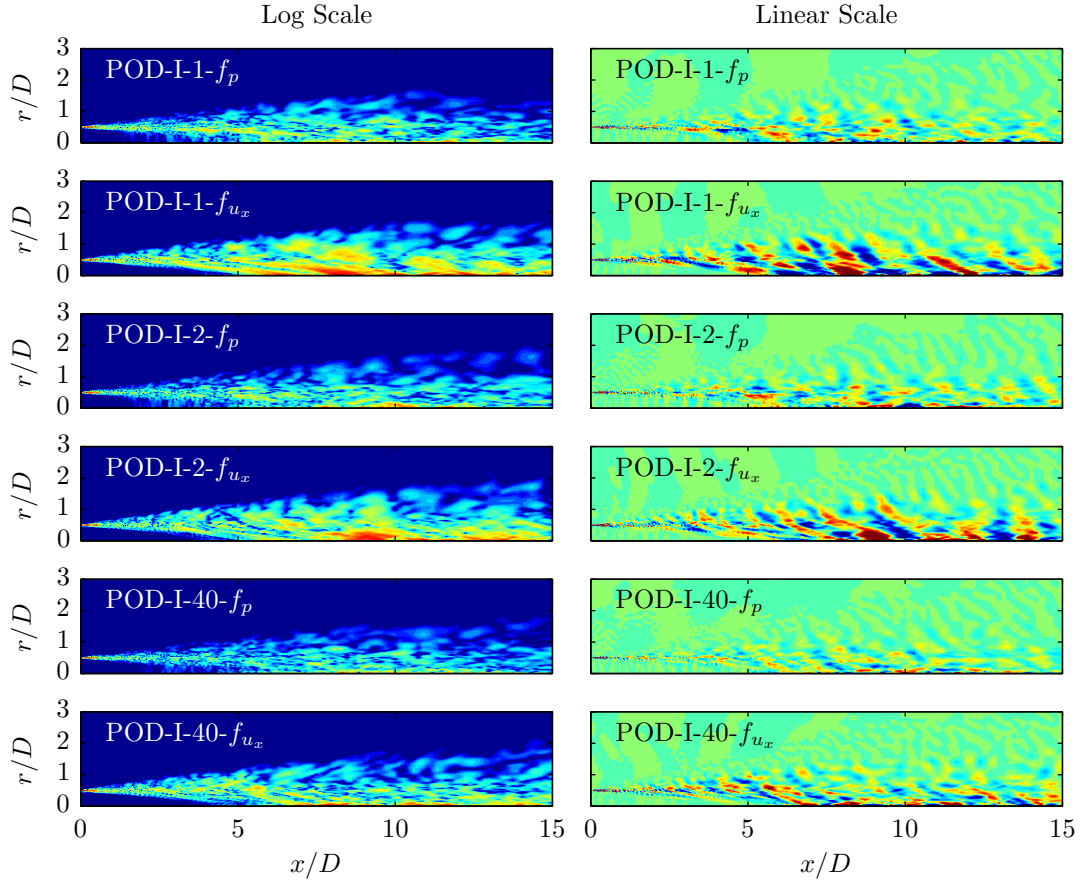 Log Scale
Linear Scale
3
2
1
0
r/D
POD-I-1-f_p
POD-I-1-f_p
3
2
1
0
r/D
POD-I-1-f_{u_x}
POD-I-1-f_{u_x}
3
2
1
0
r/D
POD-I-2-f_p
POD-I-2-f_p
3
2
1
0
r/D
POD-I-2-f_{u_x}
POD-I-2-f_{u_x}
3
2
1
0
r/D
POD-I-40-f_p
POD-I-40-f_p
3
2
1
0
r/D
POD-I-40-f_{u_x}
POD-I-40-f_{u_x}
0 5 10 15
0 5 10 15
x/D
x/D